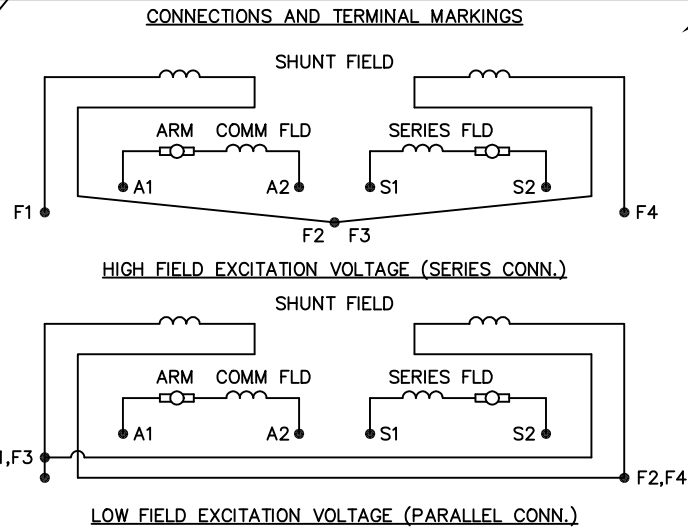 CONNECTIONS AND TERMINAL MARKINGS
SHUNT FIELD
ARM COMM FLD SERIES FLD
A1 A2 S1 S2
F1 F4
F2 F3
HIGH FIELD EXCITATION VOLTAGE (SERIES CONN.)
SHUNT FIELD
ARM COMM FLD SERIES FLD
A1 A2 S1 S2
,F3 F2,F4
LOW FIELD EXCITATION VOLTAGE (PARALLEL CONN.)